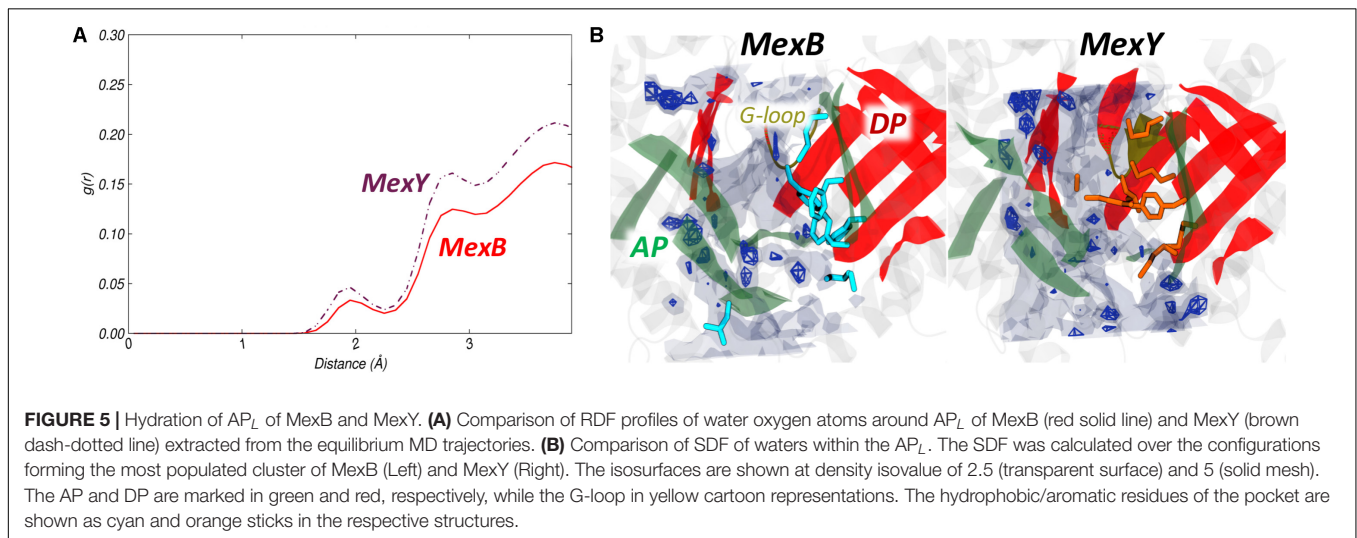 A
0.30
0.25
0.20
0.15
0.10
0.05
0.00
g(r)
0
1
2
3
Distance (Å)
MexY
MexB
B
MexB
MexY
G-loop
DP
AP
FIGURE 5 | Hydration of APL of MexB and MexY. (A) Comparison of RDF profiles of water oxygen atoms around APL of MexB (red solid line) and MexY (brown
dash-dotted line) extracted from the equilibrium MD trajectories. (B) Comparison of SDF of waters within the APL. The SDF was calculated over the configurations
forming the most populated cluster of MexB (Left) and MexY (Right). The isosurfaces are shown at density isovalue of 2.5 (transparent surface) and 5 (solid mesh).
The AP and DP are marked in green and red, respectively, while the G-loop in yellow cartoon representations. The hydrophobic/aromatic residues of the pocket are
shown as cyan and orange sticks in the respective structures.